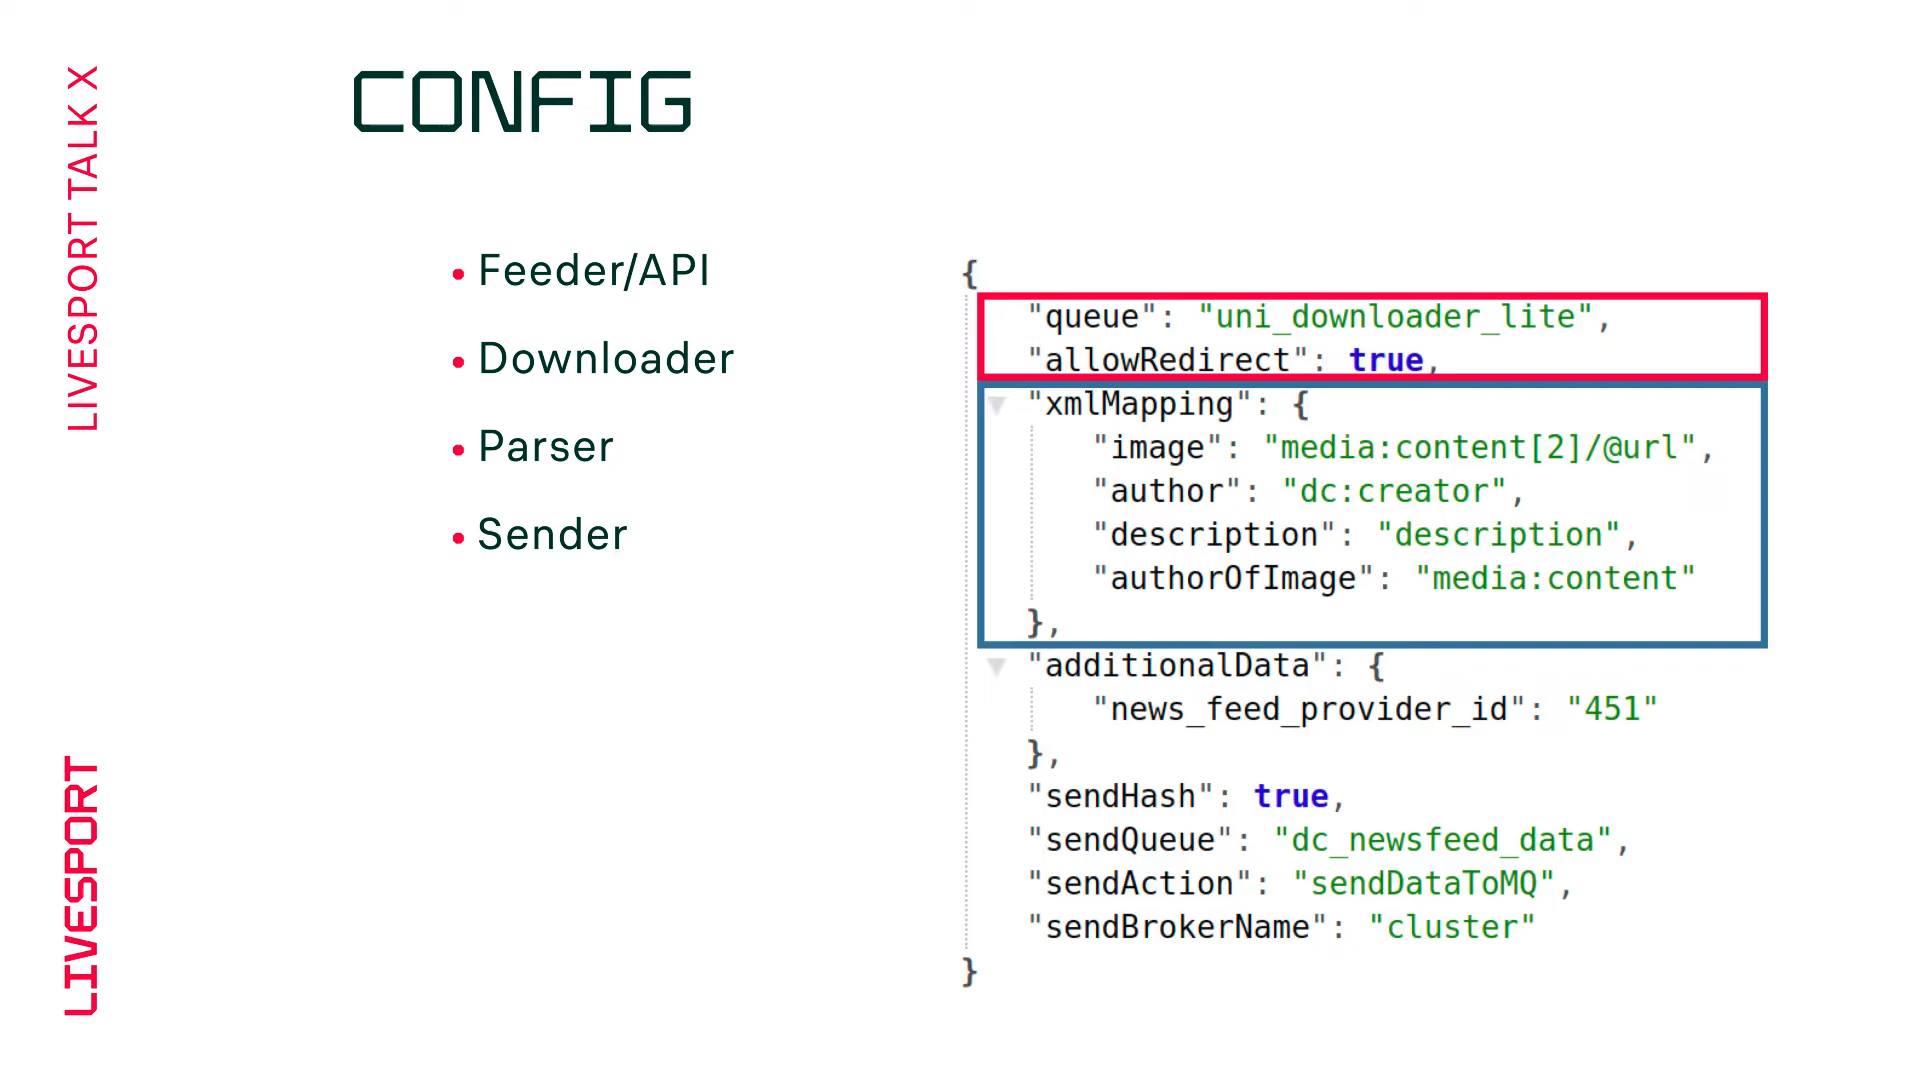 LIVESPORT TALK X
LIVESPORT
CONFIG
• Feeder/API
• Downloader
• Parser
• Sender
{
"queue": "uni_downloader_lite",
"allowRedirect": true,
"xmlMapping": {
"image": "media:content[2]/@url",
"author": "dc:creator",
"description": "description",
"authorOfImage": "media:content"
},
"additionalData": {
"news_feed_provider_id": "451"
},
"sendHash": true,
"sendQueue": "dc_newsfeed_data",
"sendAction": "sendDataToMQ",
"sendBrokerName": "cluster"
}